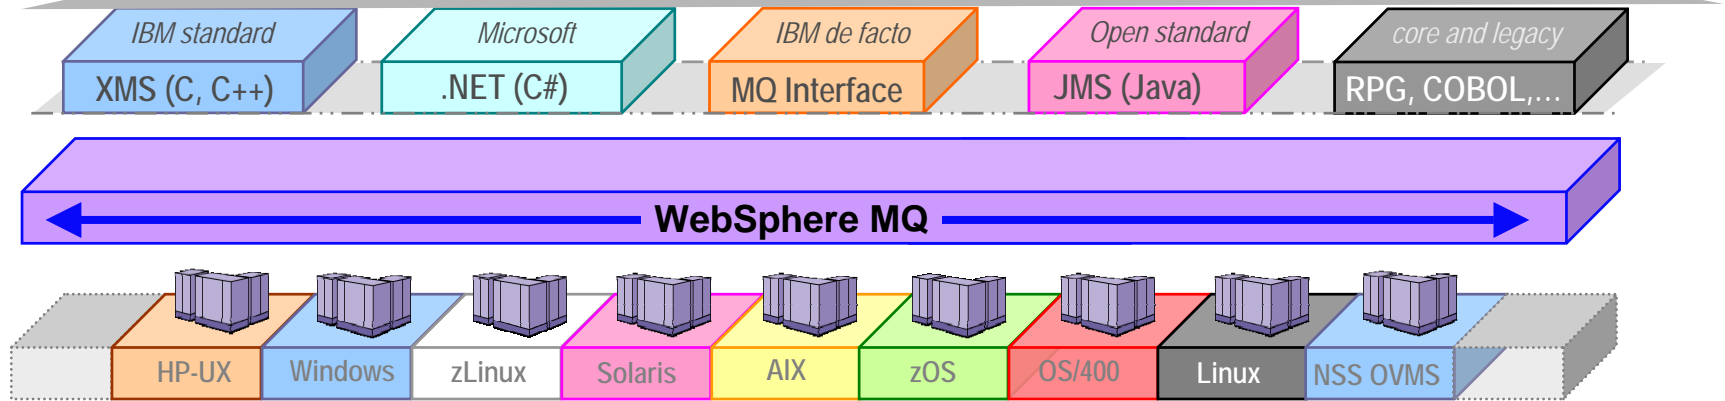 IBM standard
Microsoft
IBM de facto
Open standard
core and legacy
XMS (C, C++)
.NET (C#)
MQ Interface
JMS (Java)
RPG, COBOL,...
WebSphere MQ
HP-UX
Windows
zLinux
Solaris
AIX
zOS
OS/400
Linux
NSS OVMS